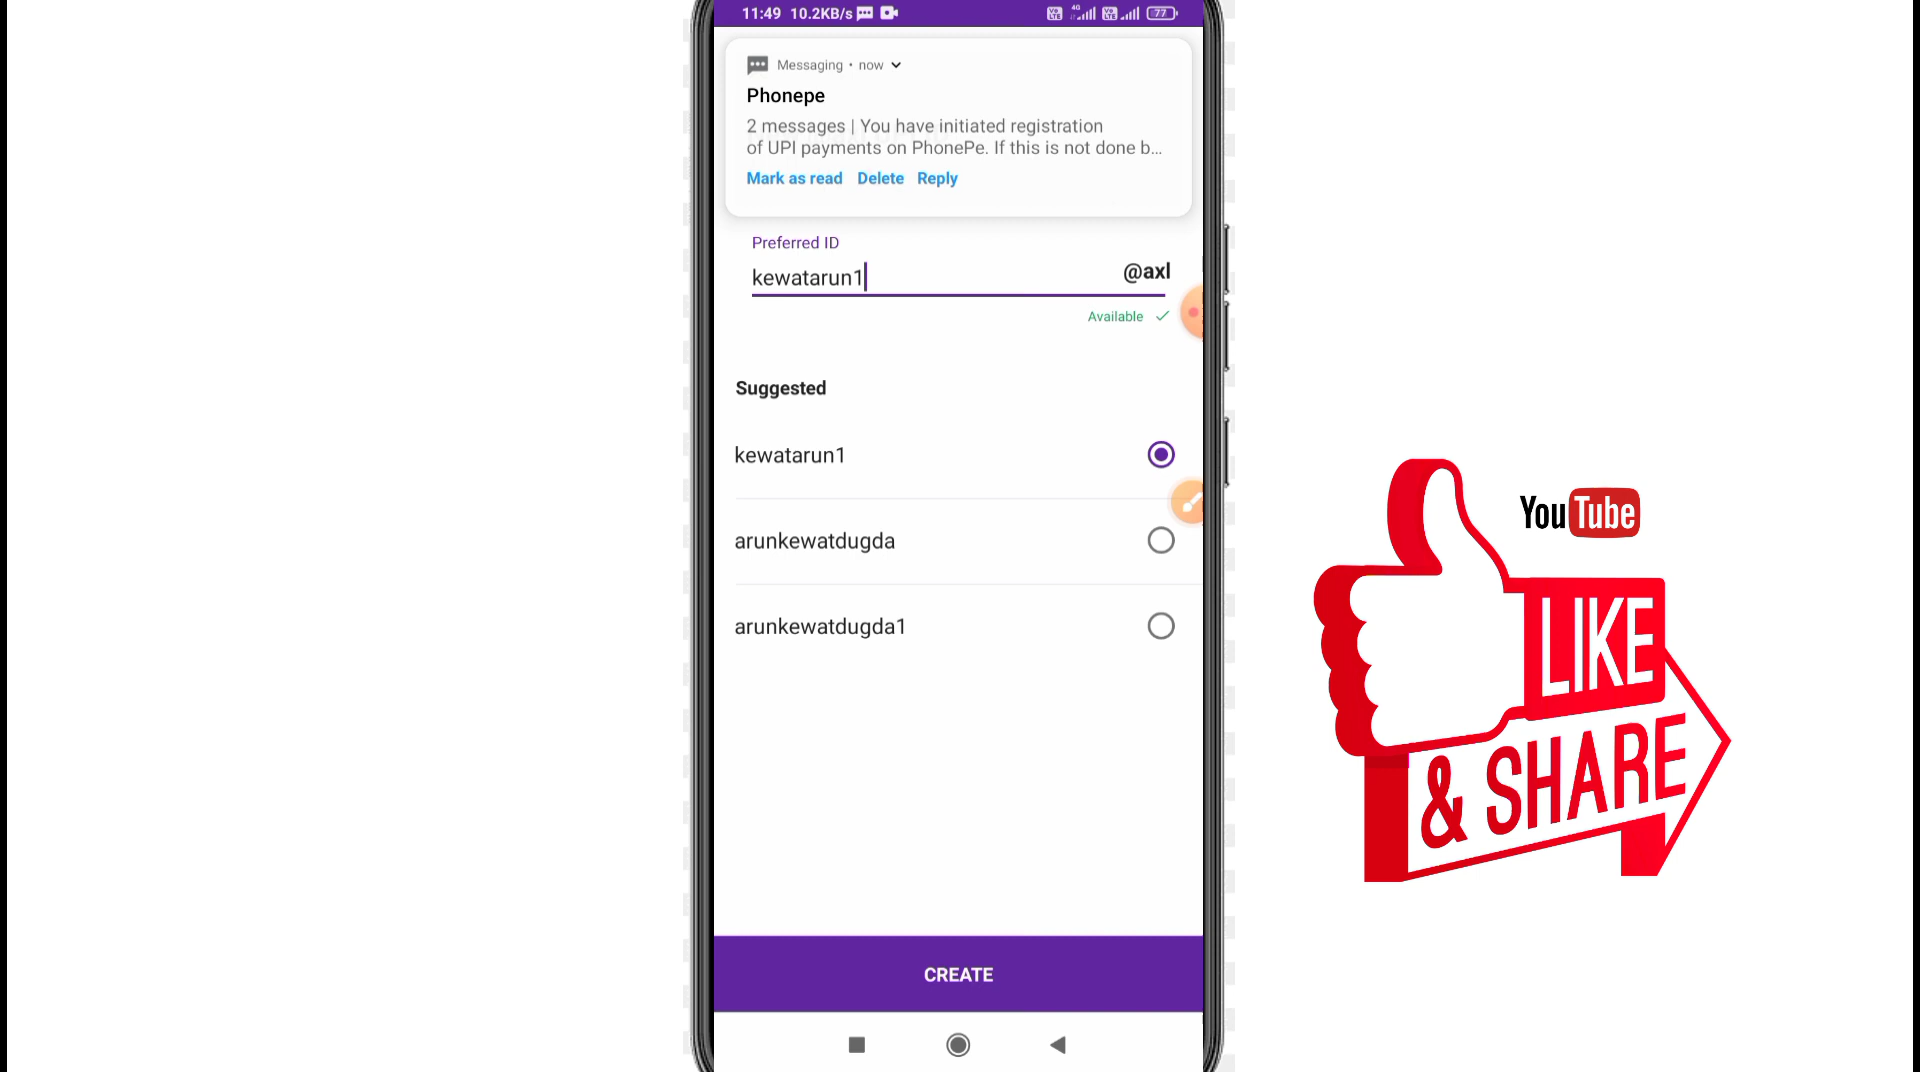 11:49 10.2KB/s
4G
77
Messaging • now
Phonepe
2 messages | You have initiated registration
of UPI payments on PhonePe. If this is not done b...
Mark as read Delete Reply
Preferred ID
kewatarun1
@axl
Available
Suggested
kewatarun1
arunkewatdugda
arunkewatdugda1
CREATE
YouTube
LIKE
& SHARE